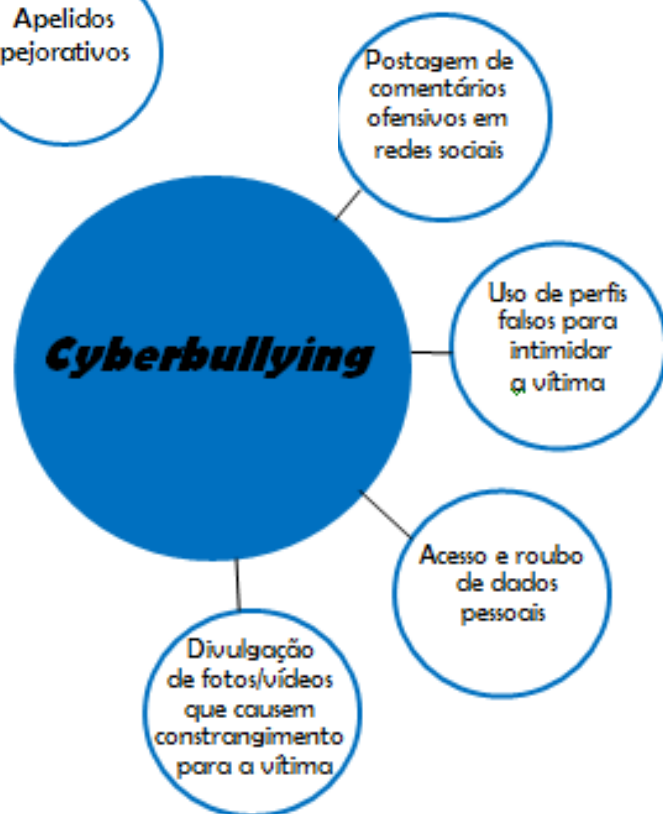 Apelidos
pejorativos
Postagem de
comentários
ofensivos em
redes sociais
Cyberbullying
Uso de perfis
falsos para
intimidar
a vítima
Acesso e roubo
de dados
pessoais
Divulgação
de fotos/vídeos
que causem
constrangimento
para a vítima